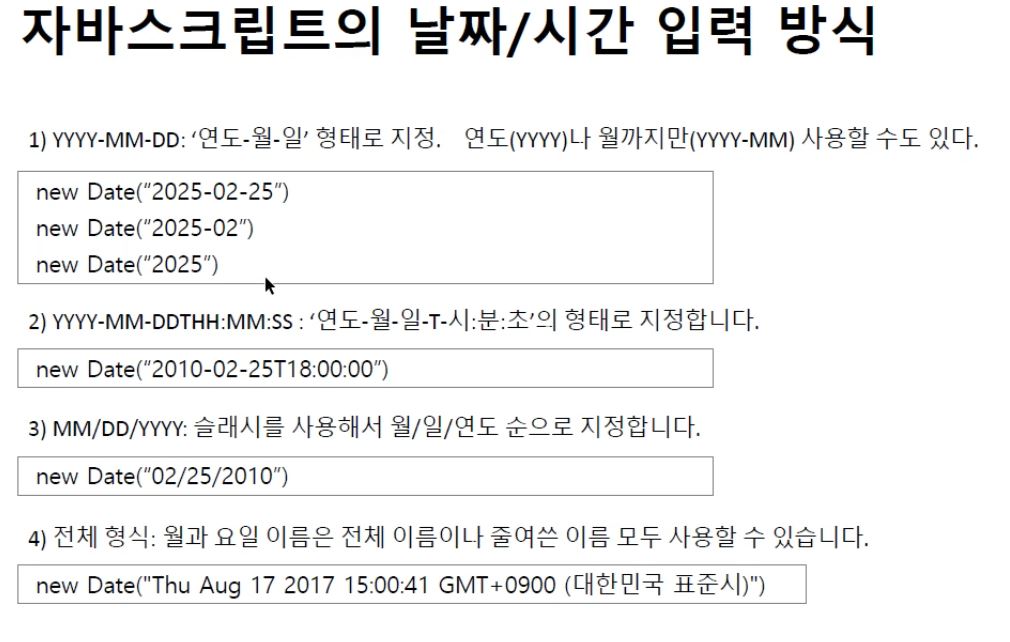 자바스크립트의 날짜/시간 입력 방식
1) YYYY-MM-DD: ‘연도-월-일’ 형태로 지정. 연도(YYYY)나 월까지만(YYYY-MM) 사용할 수도 있다.
new Date(“2025-02-25”)
new Date(“2025-02”)
new Date(“2025”)
2) YYYY-MM-DDTHH:MM:SS : ‘연도-월-일-T-시:분:초’의 형태로 지정합니다.
new Date(“2010-02-25T18:00:00”)
3) MM/DD/YYYY: 슬래시를 사용해서 월/일/연도 순으로 지정합니다.
new Date(“02/25/2010”)
4) 전체 형식: 월과 요일 이름은 전체 이름이나 줄여쓴 이름 모두 사용할 수 있습니다.
new Date("Thu Aug 17 2017 15:00:41 GMT+0900 (대한민국 표준시)")